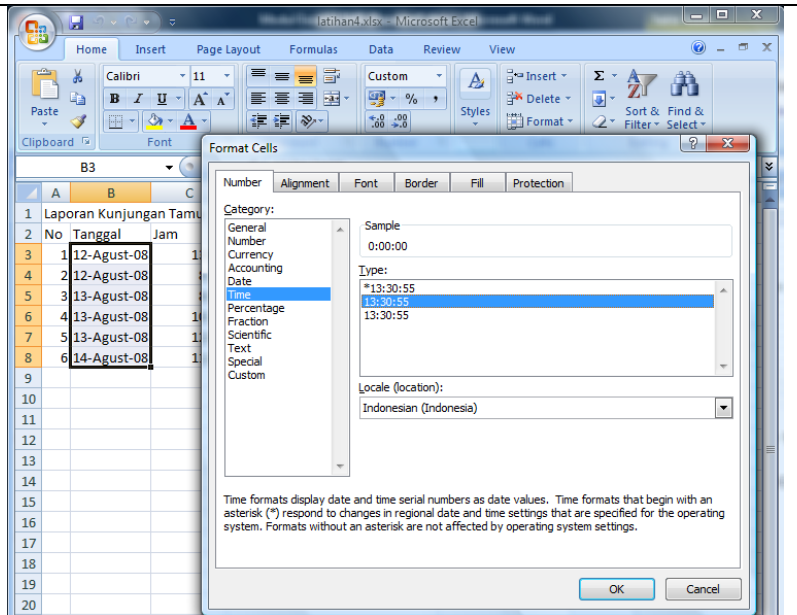 latihan4.xlsx - Microsoft Excel
Home Insert Page Layout Formulas Data Review View
Paste
Calibri 11
B I U A A
A
Custom
% ,
Styles
Insert
Delete
Format
Σ
Sort & Filter
Find & Select
Clipboard Font
B3
A B C
1 Laporan Kunjungan Tamu
2 No Tanggal Jam
3 1 12-Agust-08
4 2 12-Agust-08
5 3 13-Agust-08
6 4 13-Agust-08
7 5 13-Agust-08
8 6 14-Agust-08
9
10
11
12
13
14
15
16
17
18
19
20
Format Cells
Number Alignment Font Border Fill Protection
Category:
General
Number
Currency
Accounting
Date
Time
Percentage
Fraction
Scientific
Text
Special
Custom
Sample
0:00:00
Type:
*13:30:55
13:30:55
13:30:55
Locale (location):
Indonesian (Indonesia)
Time formats display date and time serial numbers as date values. Time formats that begin with an
asterisk (*) respond to changes in regional date and time settings that are specified for the operating
system. Formats without an asterisk are not affected by operating system settings.
OK Cancel